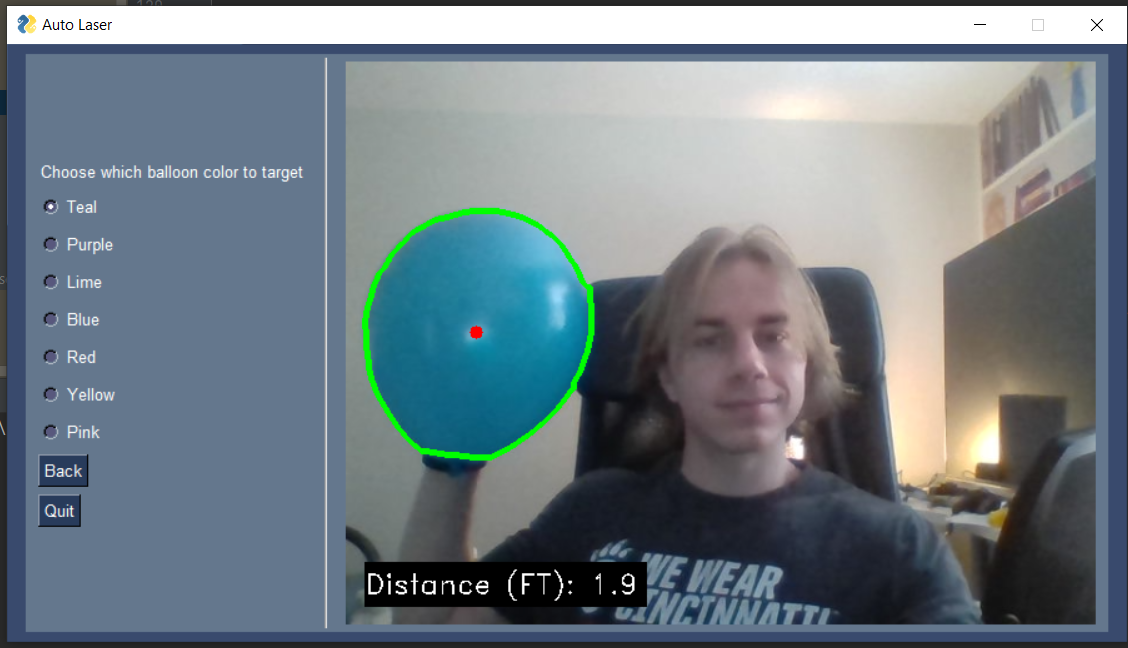 Auto Laser
Choose which balloon color to target
Teal
Purple
Lime
Blue
Red
Yellow
Pink
Back
Quit
Distance (FT): 1.9
WE WEAR
CINCINNATI